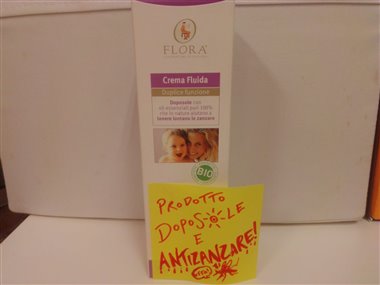 FLORA
Crema Fluida
Duplice funzione
Doposole con
oli essenziali puri 100%
che in natura aiutano a
tenere lontano le zanzare
BIO
PRODOTTO
DOPOSOLE
E
ANTIZANZARE!